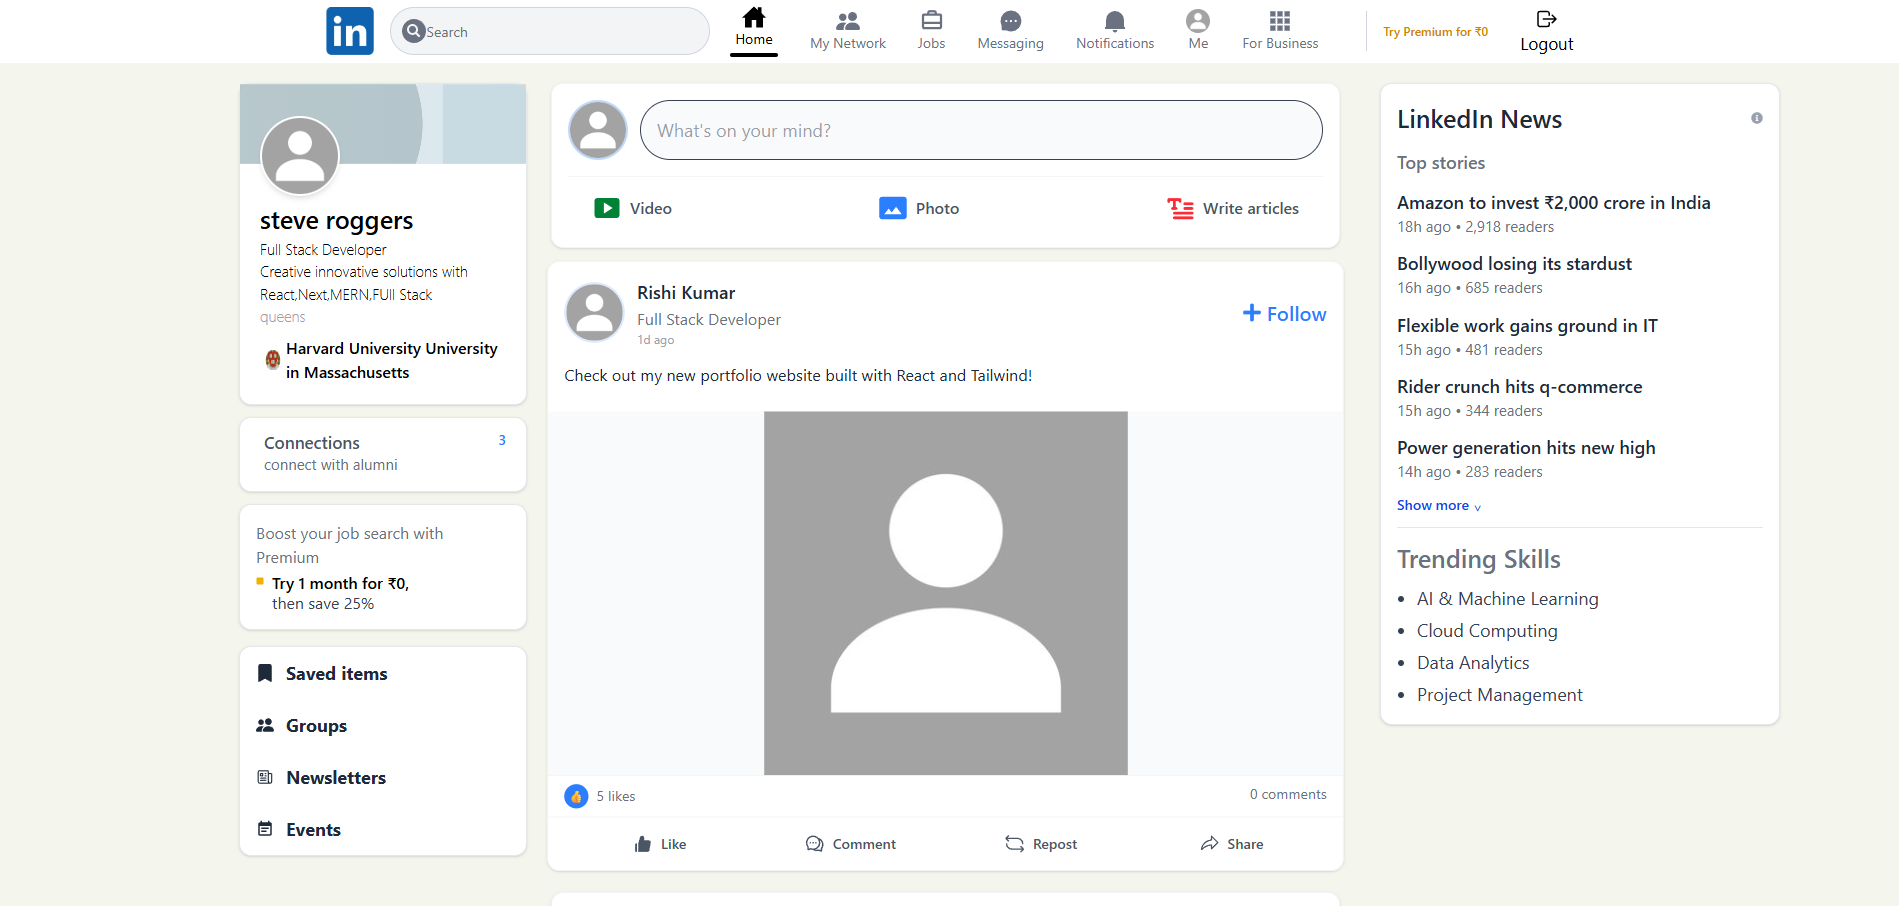 in
Search
Home
My Network
Jobs
Messaging
Notifications
Me
For Business
Try Premium for ₹0
Logout
steve roggers
Full Stack Developer
Creative innovative solutions with
React,Next,MERN,FUll Stack
queens
Harvard University University
in Massachusetts
Connections
3
connect with alumni
Boost your job search with
Premium
Try 1 month for ₹0,
then save 25%
Saved items
Groups
Newsletters
Events
What's on your mind?
Video
Photo
Write articles
Rishi Kumar
Full Stack Developer
1d ago
Follow
Check out my new portfolio website built with React and Tailwind!
5 likes
0 comments
Like
Comment
Repost
Share
LinkedIn News
Top stories
Amazon to invest ₹2,000 crore in India
18h ago • 2,918 readers
Bollywood losing its stardust
16h ago • 685 readers
Flexible work gains ground in IT
15h ago • 481 readers
Rider crunch hits q-commerce
15h ago • 344 readers
Power generation hits new high
14h ago • 283 readers
Show more ˅
Trending Skills
• AI & Machine Learning
• Cloud Computing
• Data Analytics
• Project Management